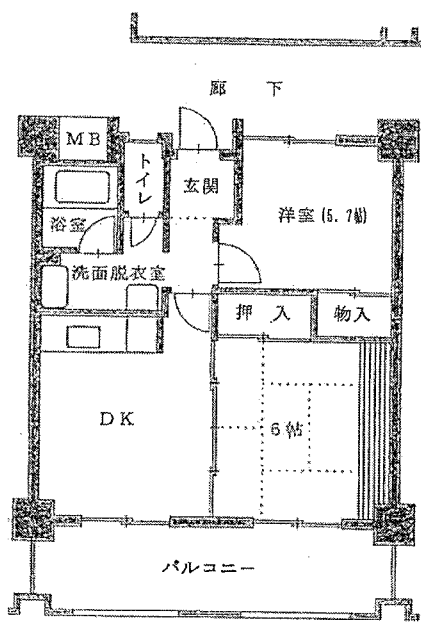 廊下
MB
トイレ
玄関
浴室
洋室(5.7帖)
洗面脱衣室
押入
物入
DK
6帖
バルコニー